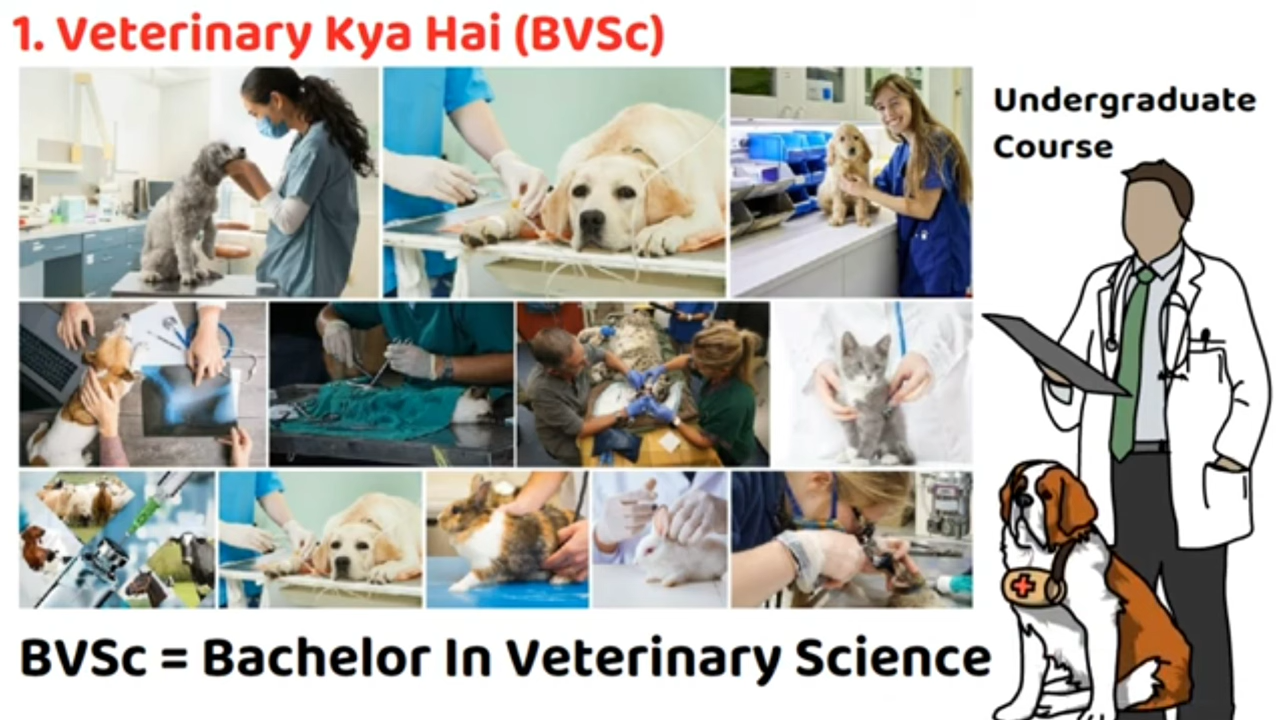 1. Veterinary Kya Hai (BVSc)
Undergraduate
Course
BVSc = Bachelor In Veterinary Science